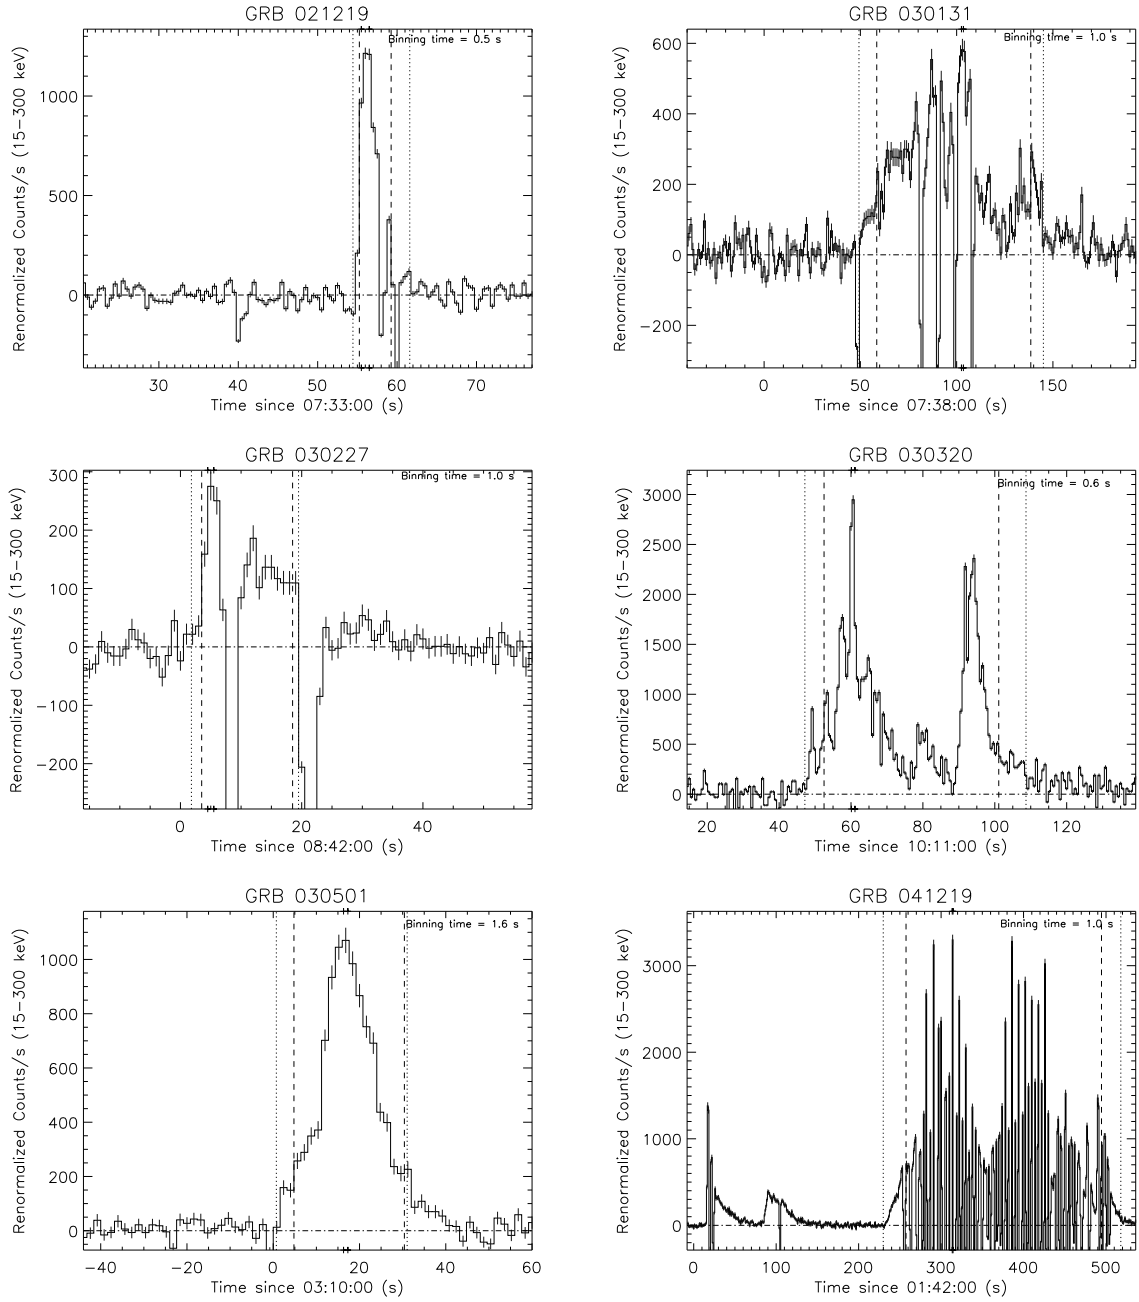 GRB 021219
Binning time = 0.5 s
Renormalized Counts/s (15-300 keV)
1000
500
0
30 40 50 60 70
Time since 07:33:00 (s)
GRB 030131
Binning time = 1.0 s
Renormalized Counts/s (15-300 keV)
600
400
200
0
-200
0 50 100 150
Time since 07:38:00 (s)
GRB 030227
Binning time = 1.0 s
Renormalized Counts/s (15-300 keV)
300
200
100
0
-100
-200
0 20 40
Time since 08:42:00 (s)
GRB 030320
Binning time = 0.6 s
Renormalized Counts/s (15-300 keV)
3000
2500
2000
1500
1000
500
0
20 40 60 80 100 120
Time since 10:11:00 (s)
GRB 030501
Binning time = 1.6 s
Renormalized Counts/s (15-300 keV)
1000
800
600
400
200
0
-40 -20 0 20 40 60
Time since 03:10:00 (s)
GRB 041219
Binning time = 1.0 s
Renormalized Counts/s (15-300 keV)
3000
2000
1000
0
0 100 200 300 400 500
Time since 01:42:00 (s)